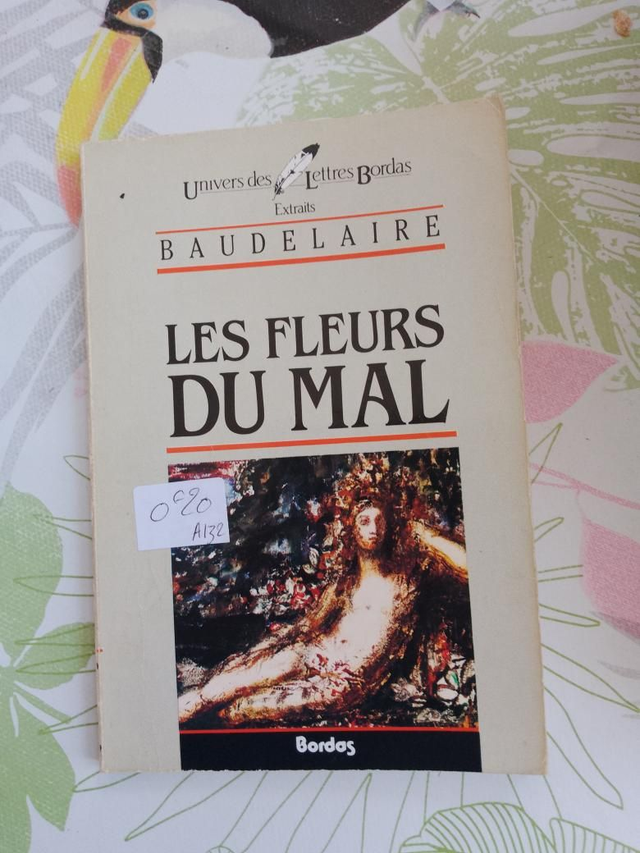 Univers des Lettres Bordas
Extraits
BAUDELAIRE
LES FLEURS
DU MAL
0€20
A132
Bordas